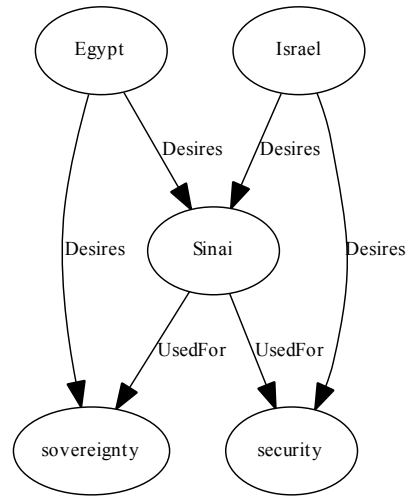 Egypt
Israel
Desires
Desires
Desires
Sinai
Desires
UsedFor
UsedFor
sovereignty
security